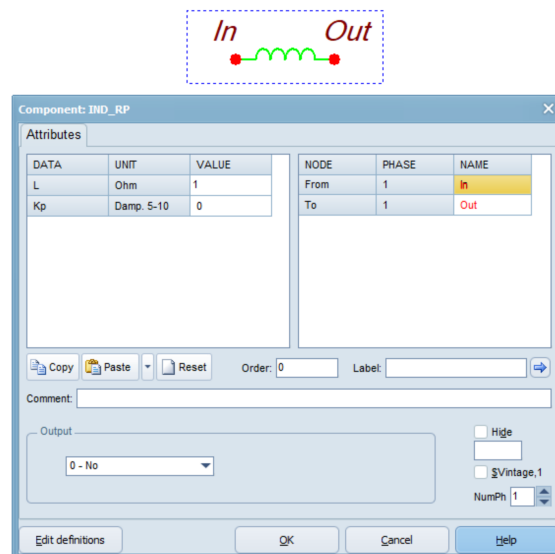 In Out
Component: IND_RP
Attributes
DATA UNIT VALUE NODE PHASE NAME
L Ohm 1 From 1 In
Kp Damp. 5-10 0 To 1 Out
Copy Paste Reset Order: 0 Label:
Comment:
Output
Hide
0 - No
$Vintage,1
NumPh 1
Edit definitions OK Cancel Help